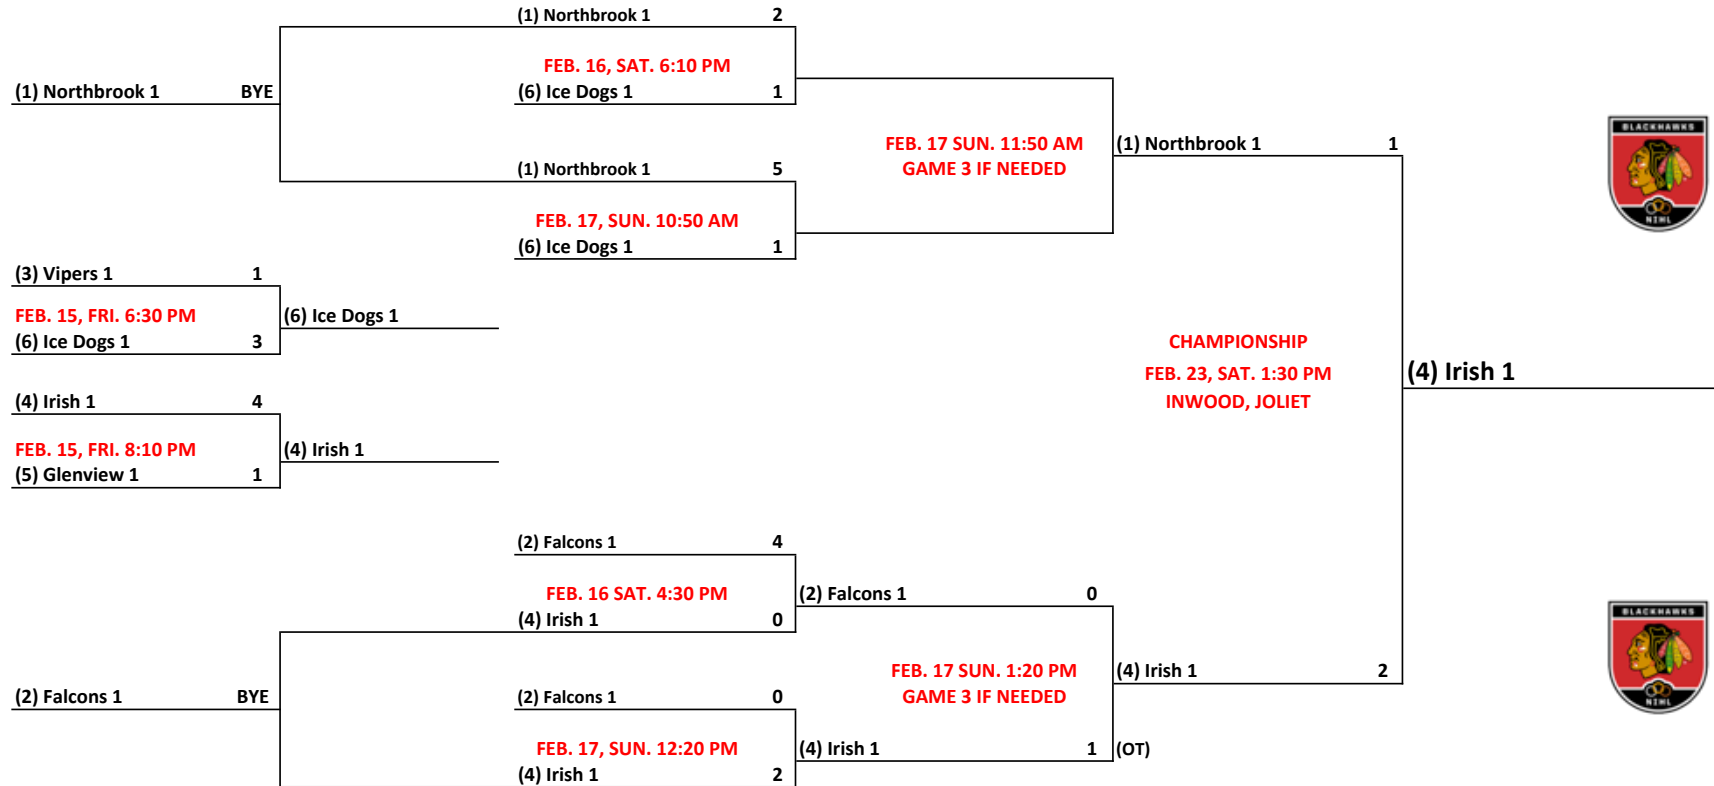 (1) Northbrook 1 2
FEB. 16, SAT. 6:10 PM
(1) Northbrook 1 BYE
(6) Ice Dogs 1 1
BLACKHAWKS
FEB. 17 SUN. 11:50 AM
(1) Northbrook 1 1
GAME 3 IF NEEDED
(1) Northbrook 1 5
NIHL
FEB. 17, SUN. 10:50 AM
(6) Ice Dogs 1 1
(3) Vipers 1 1
FEB. 15, FRI. 6:30 PM
(6) Ice Dogs 1
(6) Ice Dogs 1 3
CHAMPIONSHIP
FEB. 23, SAT. 1:30 PM
(4) Irish 1
INWOOD, JOLIET
(4) Irish 1 4
FEB. 15, FRI. 8:10 PM
(4) Irish 1
(5) Glenview 1 1
(2) Falcons 1 4
FEB. 16 SAT. 4:30 PM
(2) Falcons 1 0
BLACKHAWKS
(4) Irish 1 0
FEB. 17 SUN. 1:20 PM
(4) Irish 1 2
GAME 3 IF NEEDED
(2) Falcons 1 BYE
(2) Falcons 1 0
NIHL
FEB. 17, SUN. 12:20 PM
(4) Irish 1 1 (OT)
(4) Irish 1 2